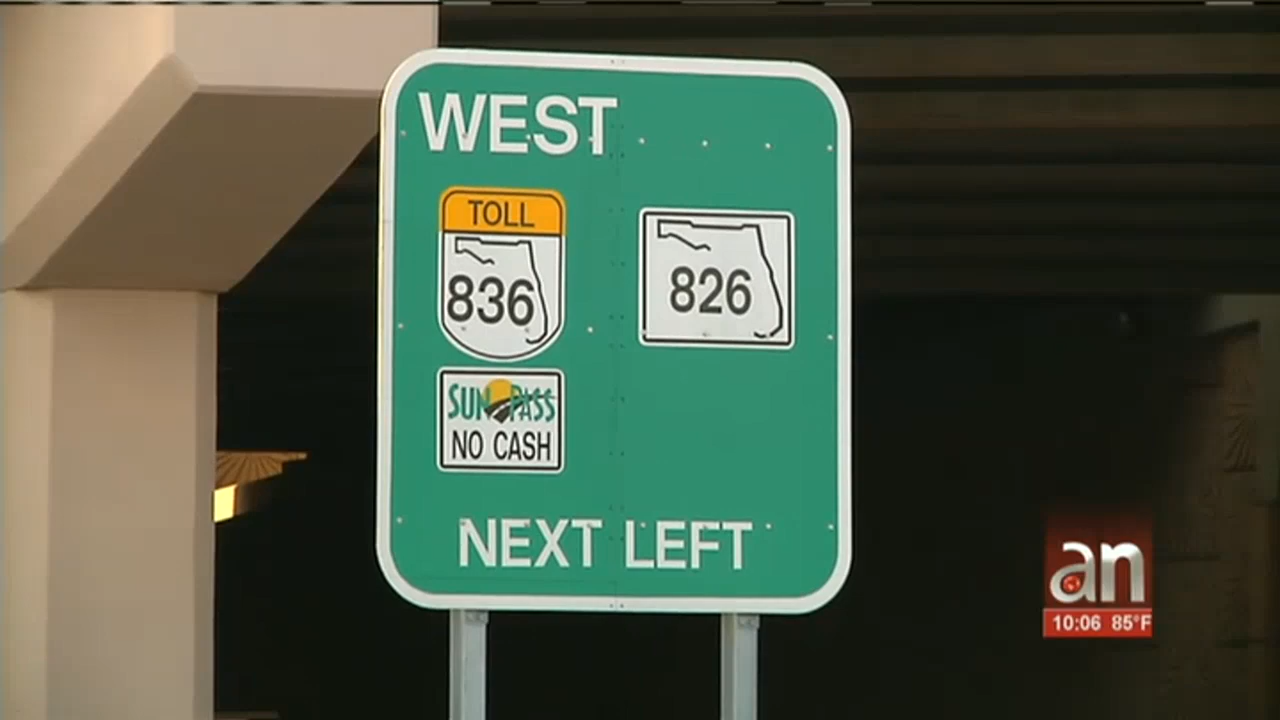 WEST
TOLL
836
826
SUNPASS
NO CASH
NEXT LEFT
an
10:06 85°F